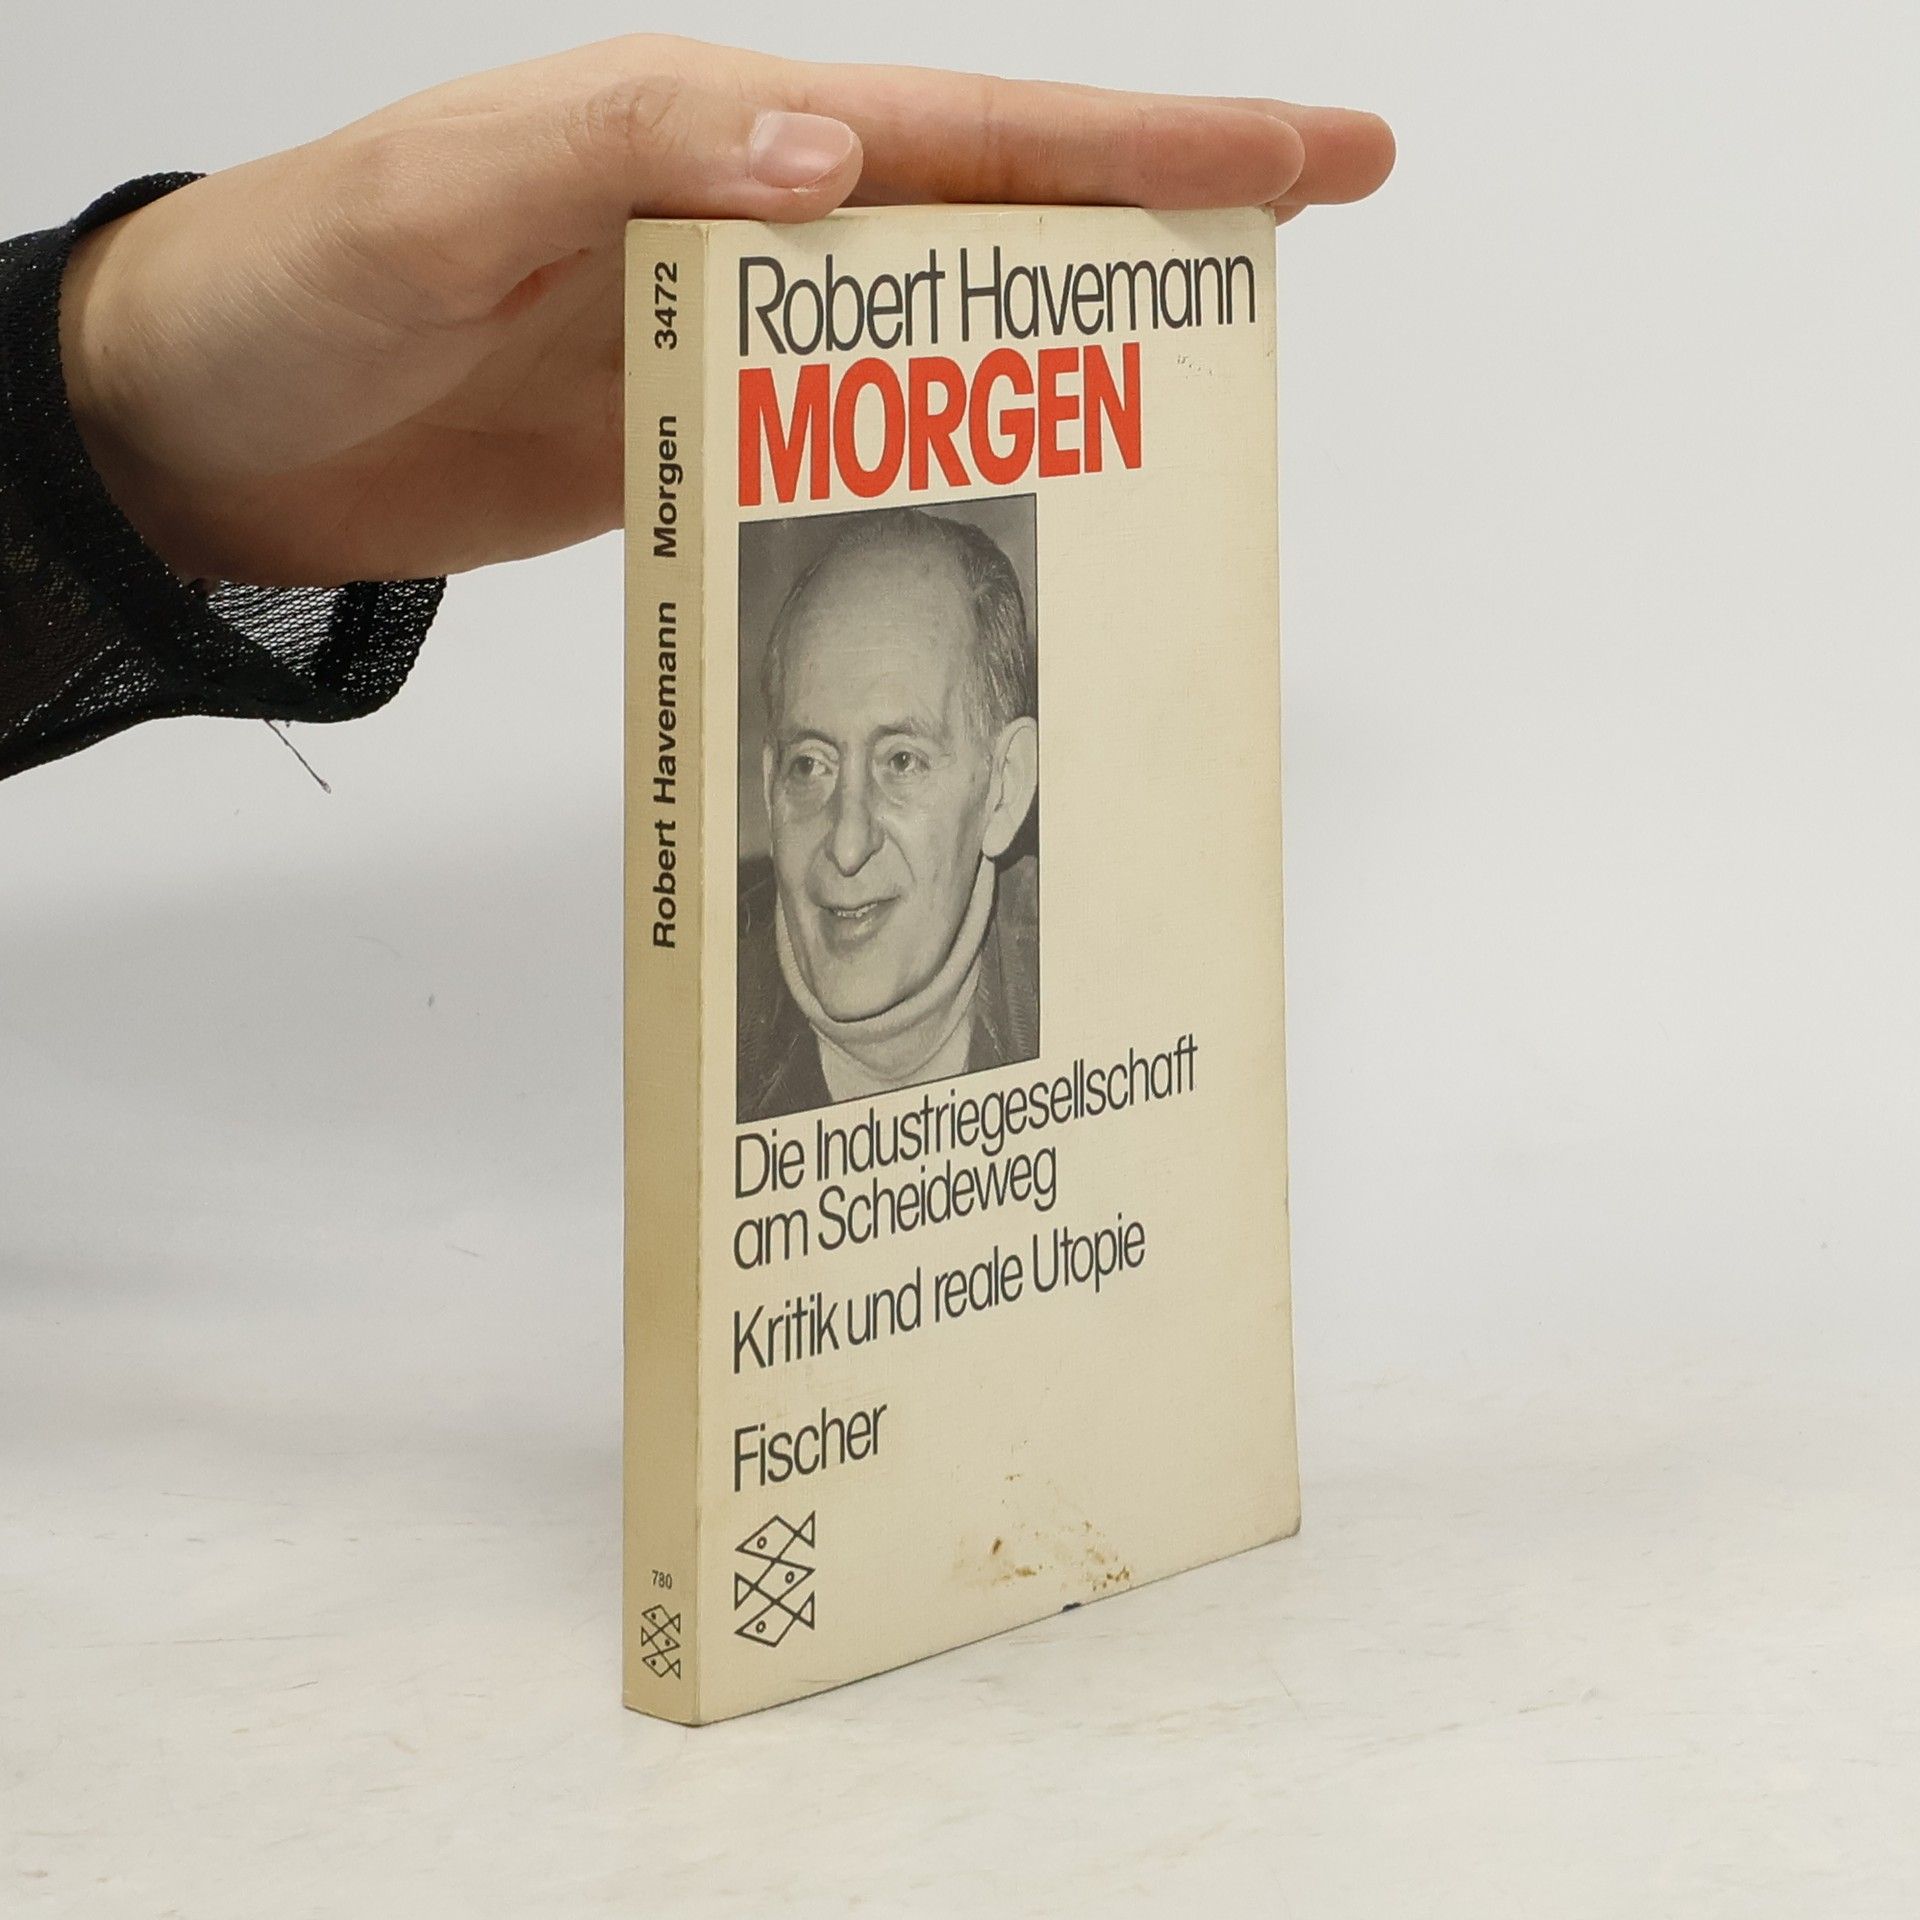 Robert Havemann
MORGEN
Die Industriegesellschaft
am Scheideweg
Kritik und reale Utopie
Fischer
Robert Havemann Morgen 3472
780